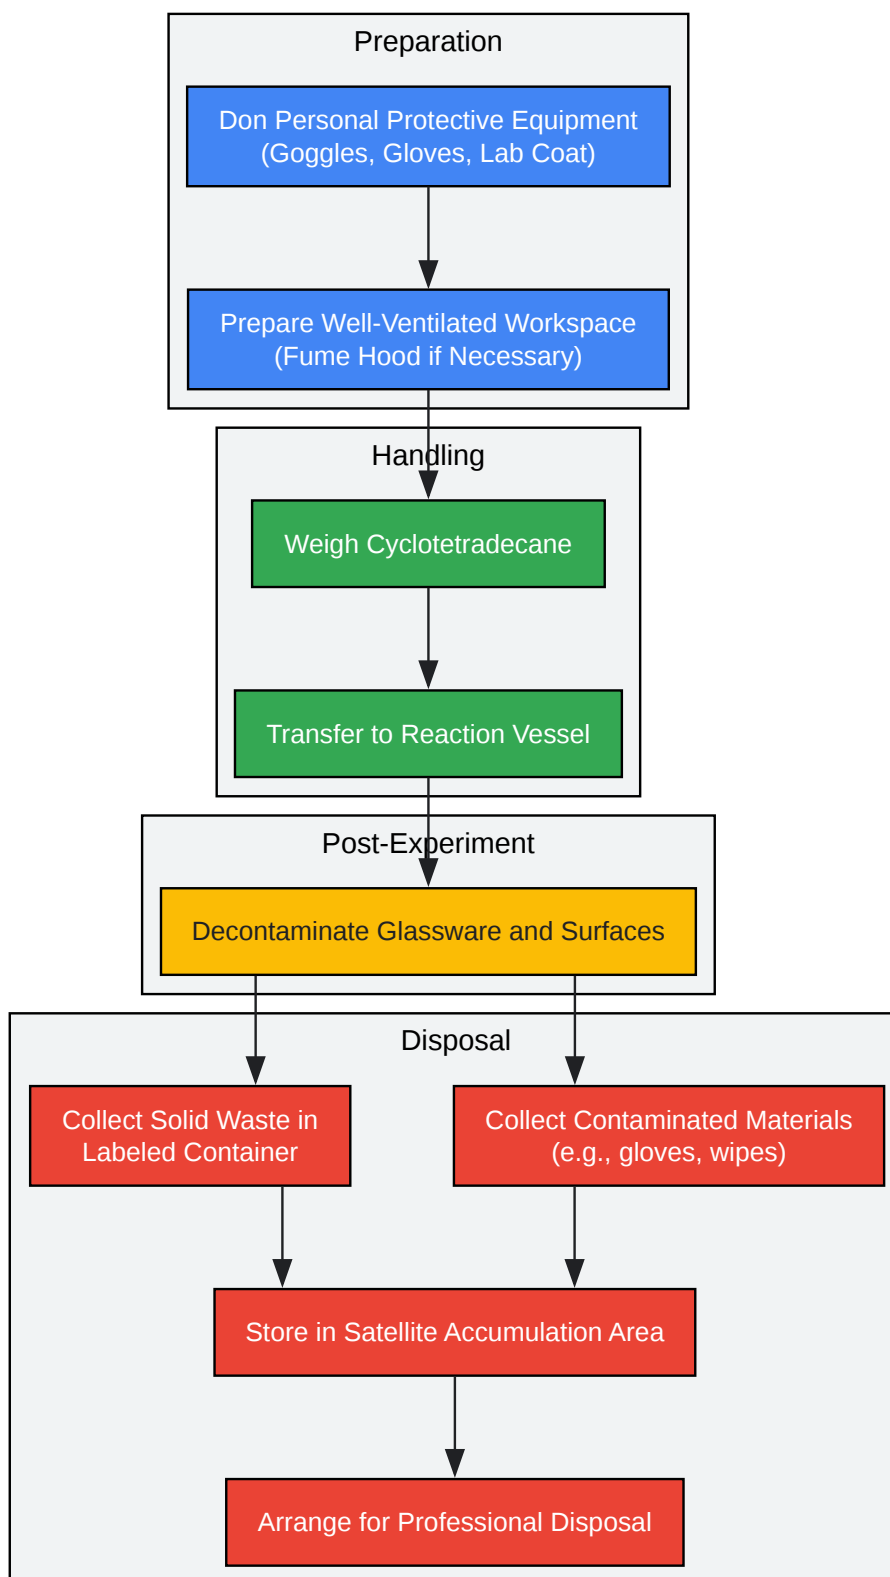 Preparation
Don Personal Protective Equipment
(Goggles, Gloves, Lab Coat)
Prepare Well-Ventilated Workspace
(Fume Hood if Necessary)
Handling
Weigh Cyclotetradecane
Transfer to Reaction Vessel
Post-Experiment
Decontaminate Glassware and Surfaces
Disposal
Collect Solid Waste in
Labeled Container
Collect Contaminated Materials
(e.g., gloves, wipes)
Store in Satellite Accumulation Area
Arrange for Professional Disposal